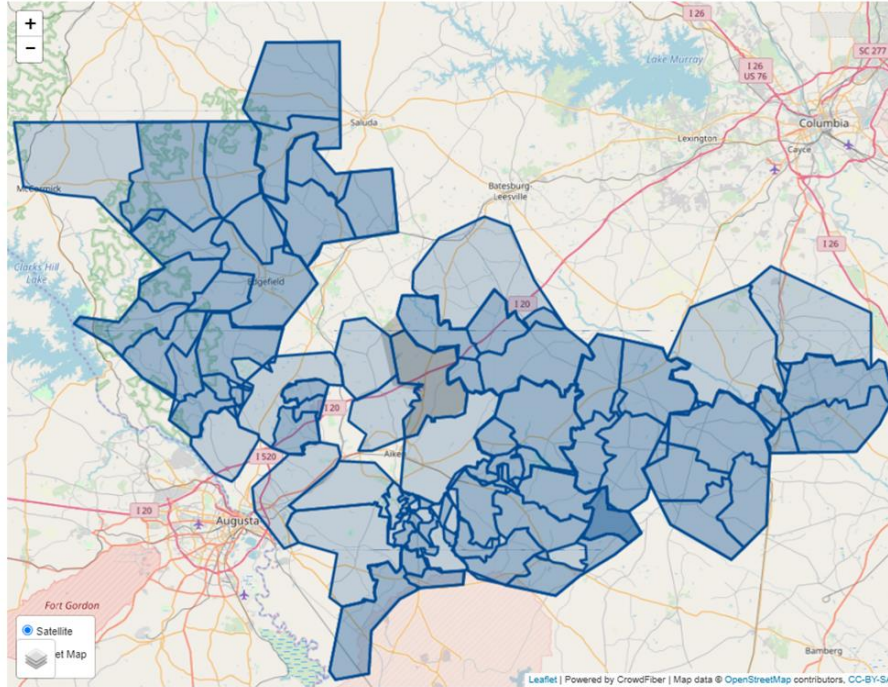 +
−
I 26
SC 277
I 26
US 76
Lake Murray
Columbia
Saluda
Lexington
Cayce
Batesburg
Leesville
I 26
Clarks Hill
Lake
Edgefield
I 20
I 20
Aiken
I 520
I 20
Augusta
Fort Gordon
Satellite
et Map
Bamberg
Leaflet | Powered by CrowdFiber | Map data © OpenStreetMap contributors, CC-BY-SA